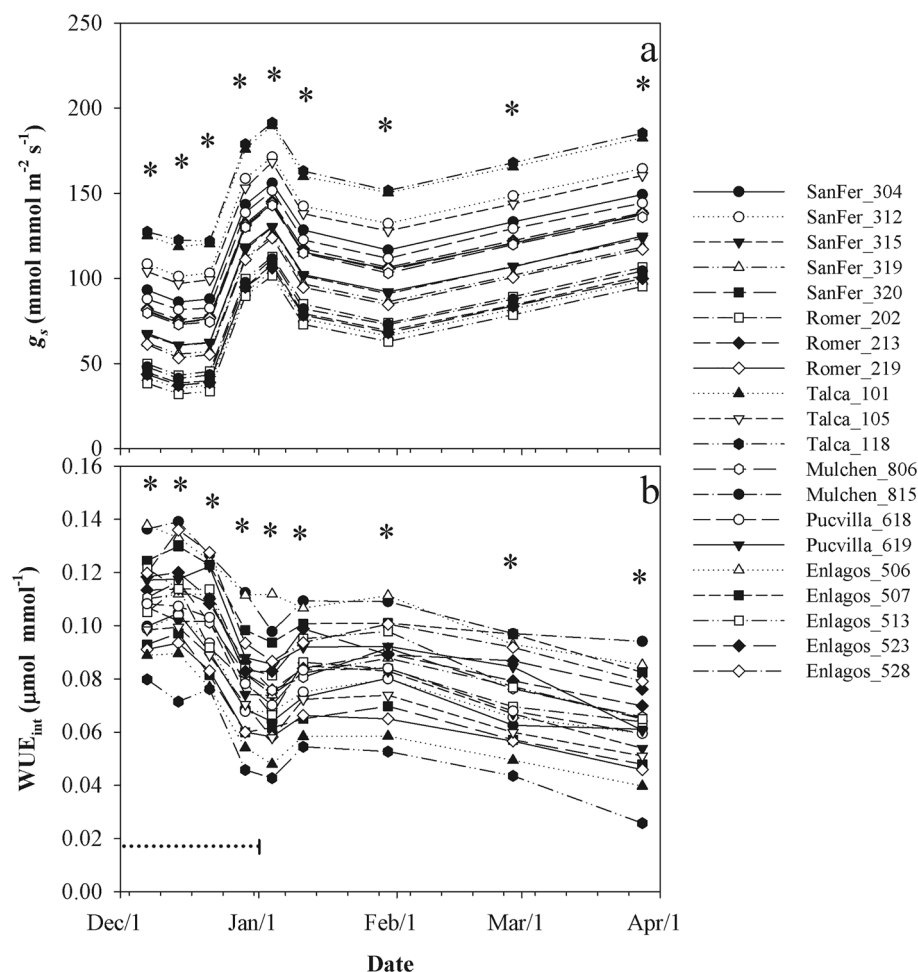 250
a
200
150
100
50
0
g_s (mmol mmol m⁻² s⁻¹)
* * * * * * * * *
0.16
b
0.14
0.12
0.10
0.08
0.06
0.04
0.02
0.00
WUE_int (µmol mmol⁻¹)
* * * * * * * * *
Dec/1 Jan/1 Feb/1 Mar/1 Apr/1
Date
SanFer_304
SanFer_312
SanFer_315
SanFer_319
SanFer_320
Romer_202
Romer_213
Romer_219
Talca_101
Talca_105
Talca_118
Mulchen_806
Mulchen_815
Pucvilla_618
Pucvilla_619
Enlagos_506
Enlagos_507
Enlagos_513
Enlagos_523
Enlagos_528